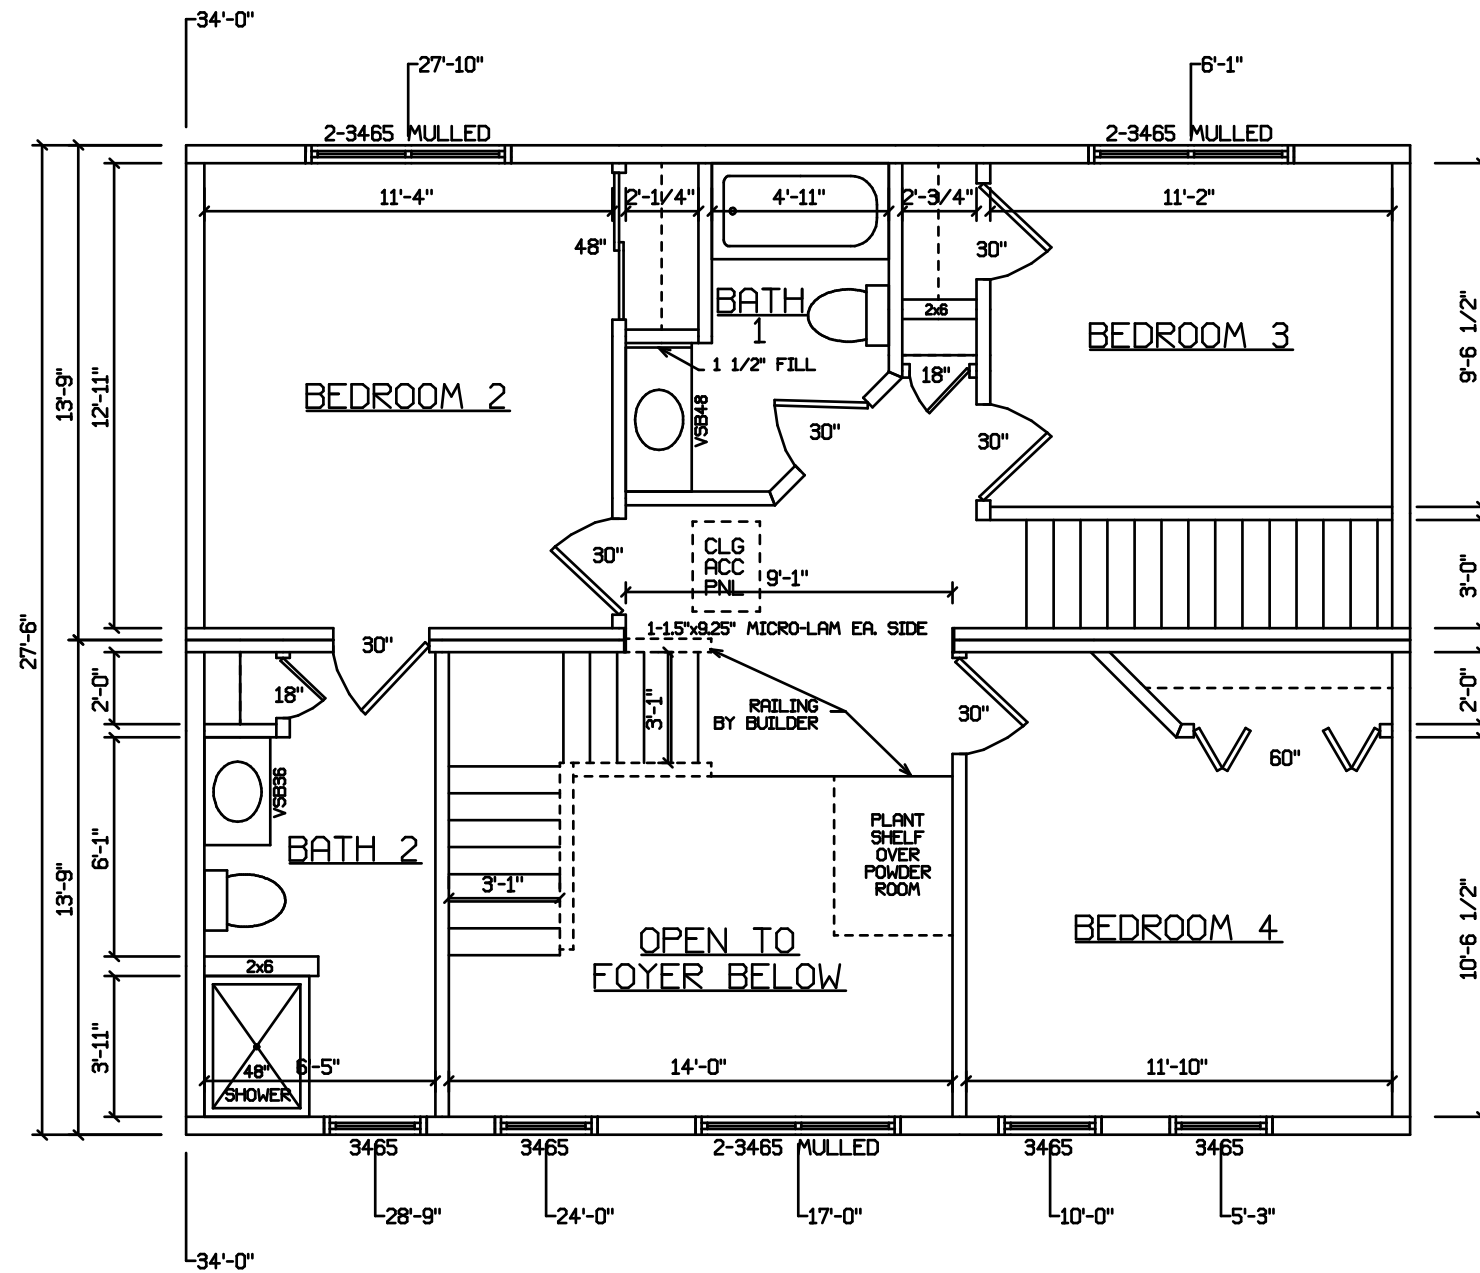 34'-0"
27'-10"
6'-1"
2-3465 MULLED
2-3465 MULLED
11'-4"
2'-1/4"
4'-11"
2'-3/4"
11'-2"
48"
30"
BATH
1
2x6
BEDROOM 3
9'-6 1/2"
1 1/2" FILL
18"
13'-9"
12'-11"
BEDROOM 2
VSB48
30"
30"
CLG
ACC
PNL
30"
9'-1"
3'-0"
27'-6"
1-1.5"x9.25" MICRO-LAM EA. SIDE
30"
2'-0"
18"
3'-1"
RAILING
BY BUILDER
30"
2'-0"
60"
VSB36
PLANT
SHELF
OVER
POWDER
ROOM
6'-1"
BATH 2
13'-9"
3'-1"
OPEN TO
FOYER BELOW
BEDROOM 4
10'-6 1/2"
2x6
3'-11"
48"
SHOWER
6'-5"
14'-0"
11'-10"
3465
3465
2-3465 MULLED
3465
3465
28'-9"
24'-0"
17'-0"
10'-0"
5'-3"
34'-0"